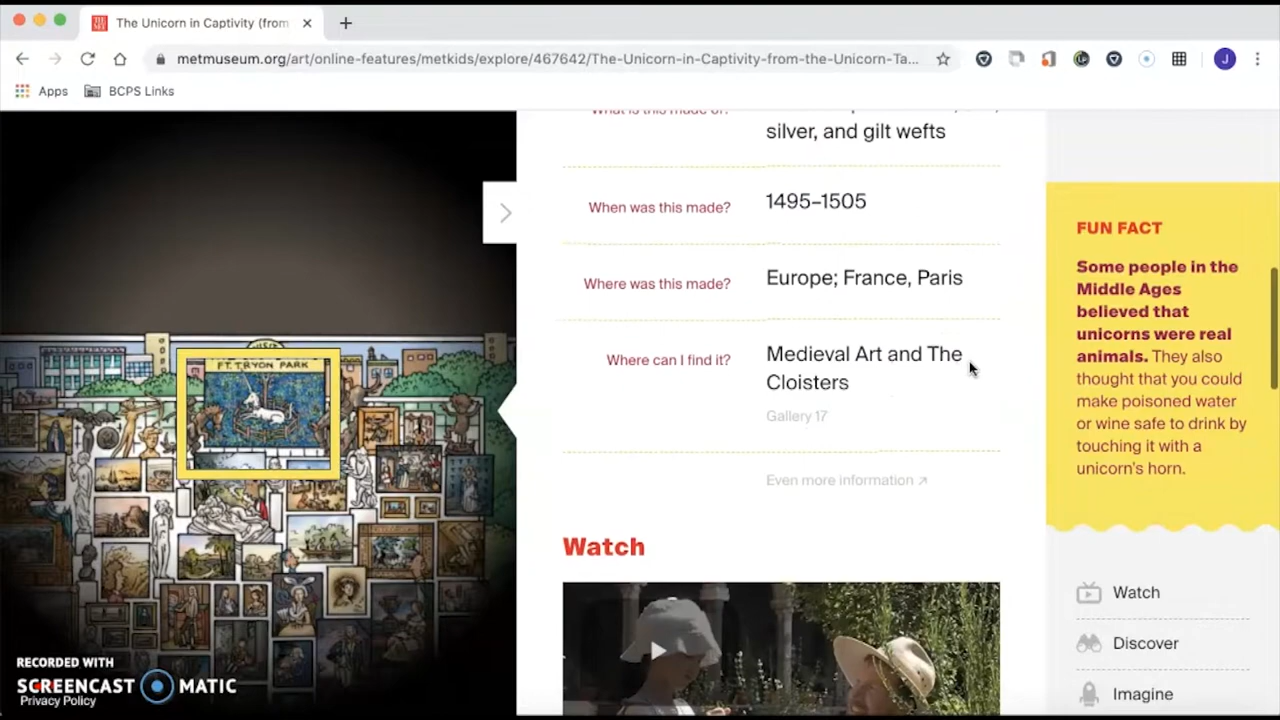 The Unicorn in Captivity (from
metmuseum.org/art/online-features/metkids/explore/467642/The-Unicorn-in-Captivity-from-the-Unicorn-Ta...
J
Apps
BCPS Links
What is this made of?
silver, and gilt wefts
When was this made?
1495–1505
Where was this made?
Europe; France, Paris
Where can I find it?
Medieval Art and The
Cloisters
Gallery 17
Even more information ↗
Watch
FT. TRYON PARK
RECORDED WITH
SCREENCAST MATIC
Privacy Policy
FUN FACT
Some people in the
Middle Ages
believed that
unicorns were real
animals. They also
thought that you could
make poisoned water
or wine safe to drink by
touching it with a
unicorn's horn.
Watch
Discover
Imagine